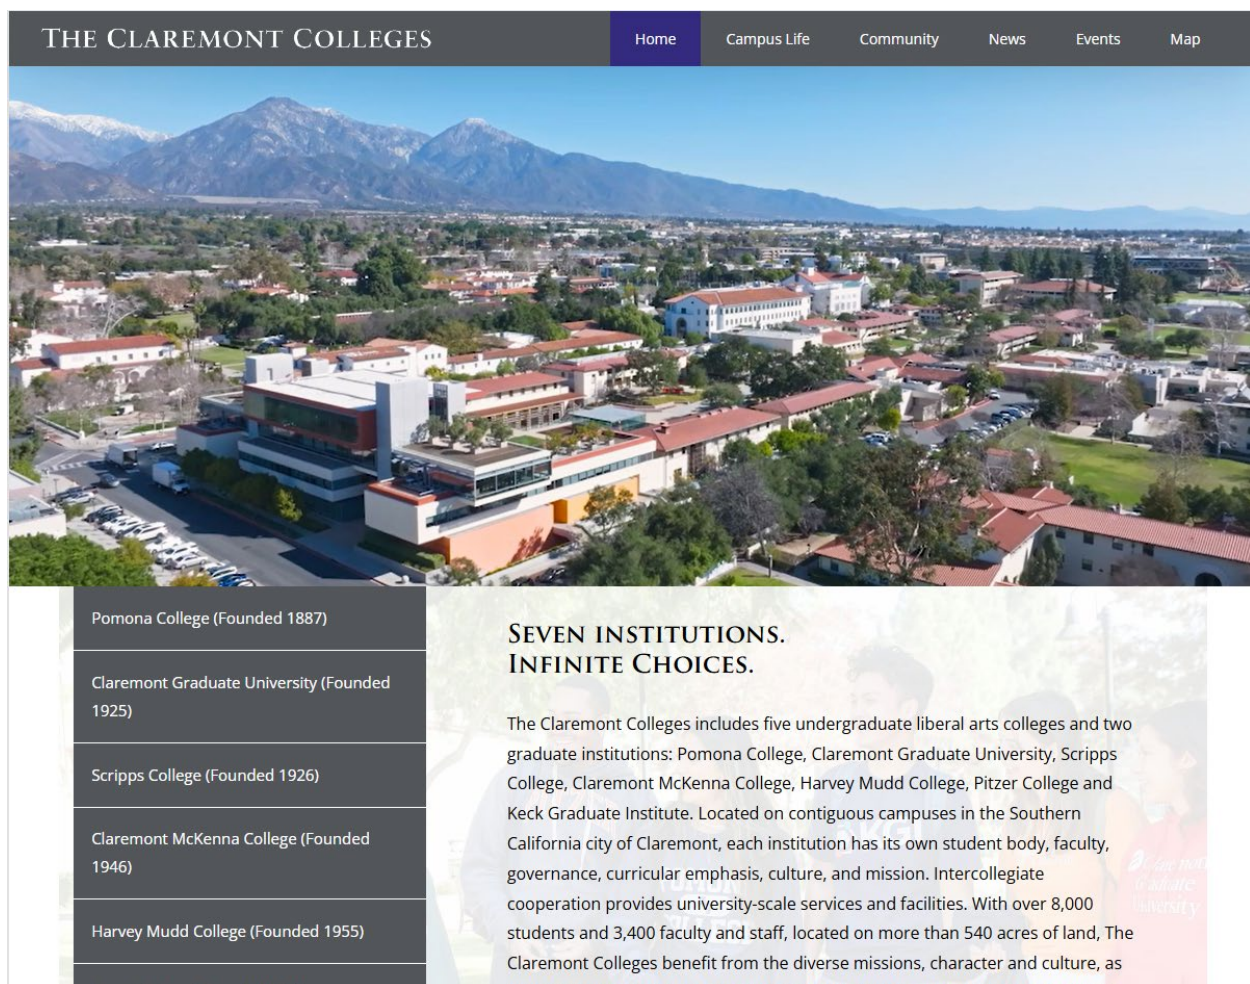 THE CLAREMONT COLLEGES
Home Campus Life Community News Events Map
Pomona College (Founded 1887)
Claremont Graduate University (Founded
1925)
Scripps College (Founded 1926)
Claremont McKenna College (Founded
1946)
Harvey Mudd College (Founded 1955)
SEVEN INSTITUTIONS.
INFINITE CHOICES.
The Claremont Colleges includes five undergraduate liberal arts colleges and two
graduate institutions: Pomona College, Claremont Graduate University, Scripps
College, Claremont McKenna College, Harvey Mudd College, Pitzer College and
Keck Graduate Institute. Located on contiguous campuses in the Southern
California city of Claremont, each institution has its own student body, faculty,
governance, curricular emphasis, culture, and mission. Intercollegiate
cooperation provides university-scale services and facilities. With over 8,000
students and 3,400 faculty and staff, located on more than 540 acres of land, The
Claremont Colleges benefit from the diverse missions, character and culture, as
KGI
Graduate
University